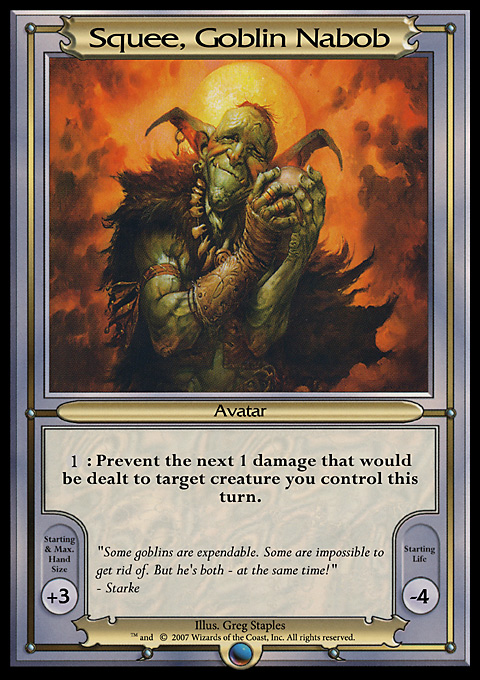 Squee, Goblin Nabob
Avatar
1 : Prevent the next 1 damage that would
be dealt to target creature you control this
turn.
Starting
& Max.
Hand
Size
+3
"Some goblins are expendable. Some are impossible to
get rid of. But he's both - at the same time!"
- Starke
Starting
Life
-4
Illus. Greg Staples
™ and © 2007 Wizards of the Coast, Inc. All rights reserved.